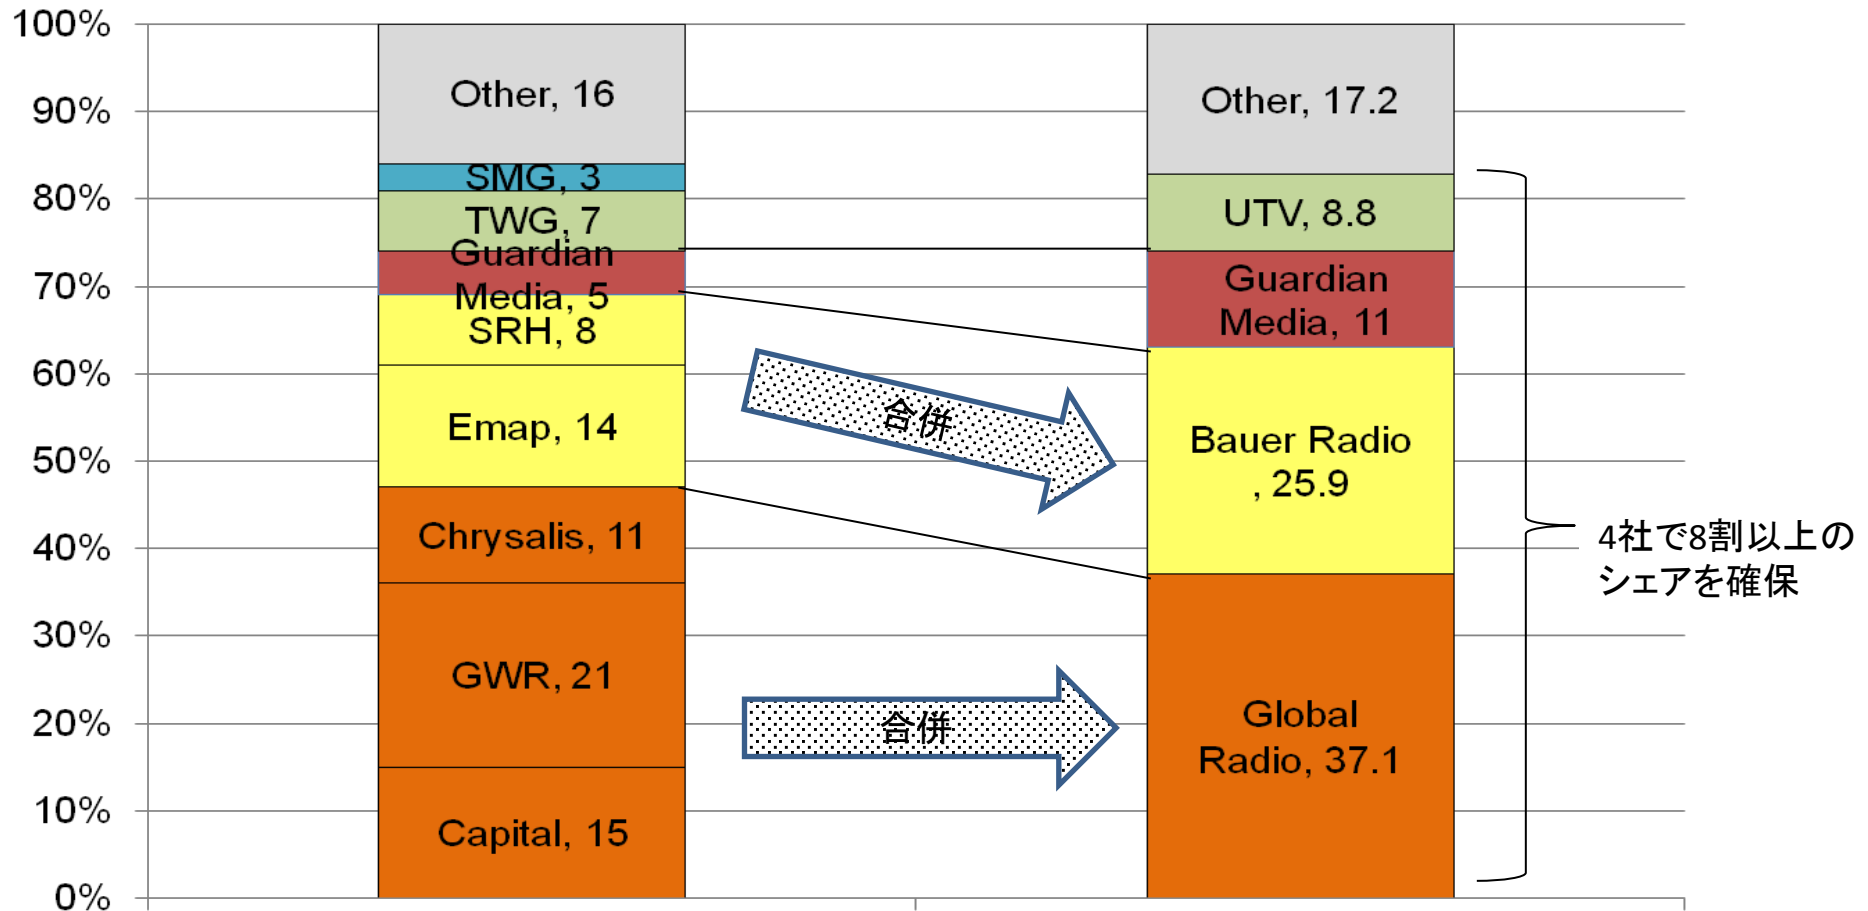 100%
90%
80%
70%
60%
50%
40%
30%
20%
10%
0%
Other, 16
SMG, 3
TWG, 7
Guardian
Media, 5
SRH, 8
Emap, 14
Chrysalis, 11
GWR, 21
Capital, 15
合併
合併
Other, 17.2
UTV, 8.8
Guardian
Media, 11
Bauer Radio
, 25.9
Global
Radio, 37.1
4社で8割以上の
シェアを確保